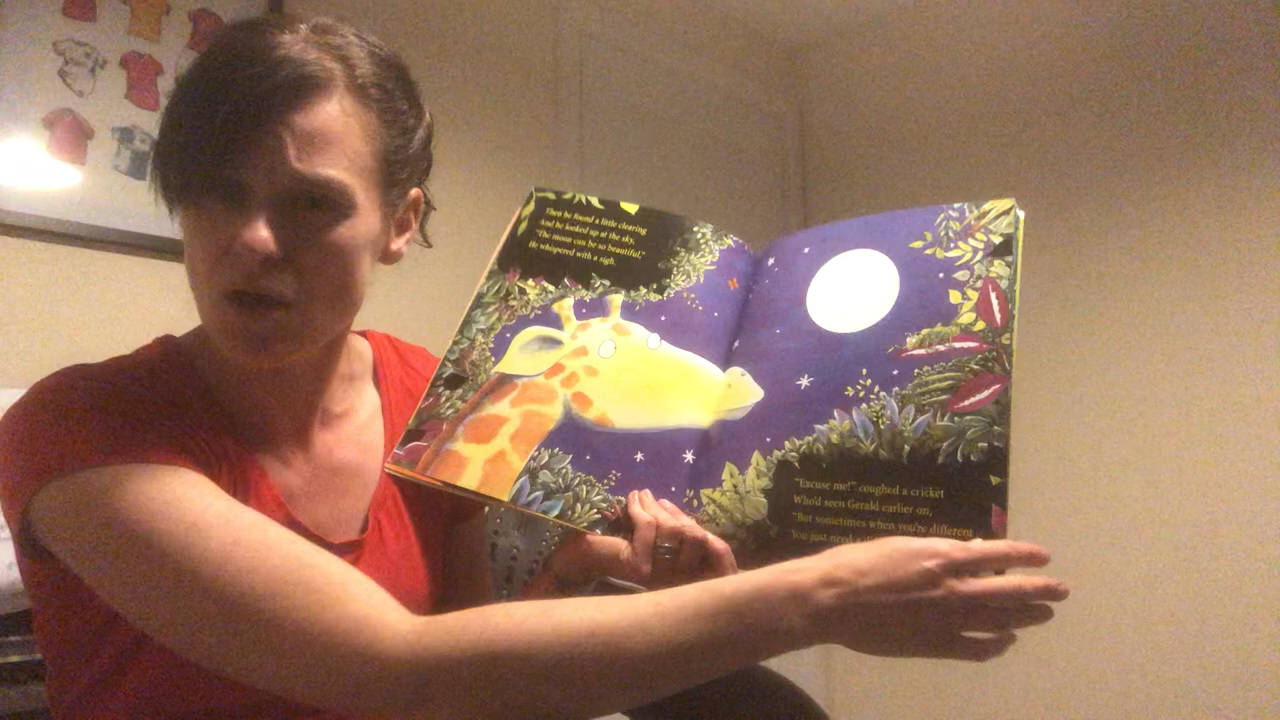 Then he found a little clearing
And he looked up at the sky,
"The moon can be so beautiful,"
He whispered with a sigh.
"Excuse me!" coughed a cricket
Who'd seen Gerald earlier on,
"But sometimes when you're different
You just need a